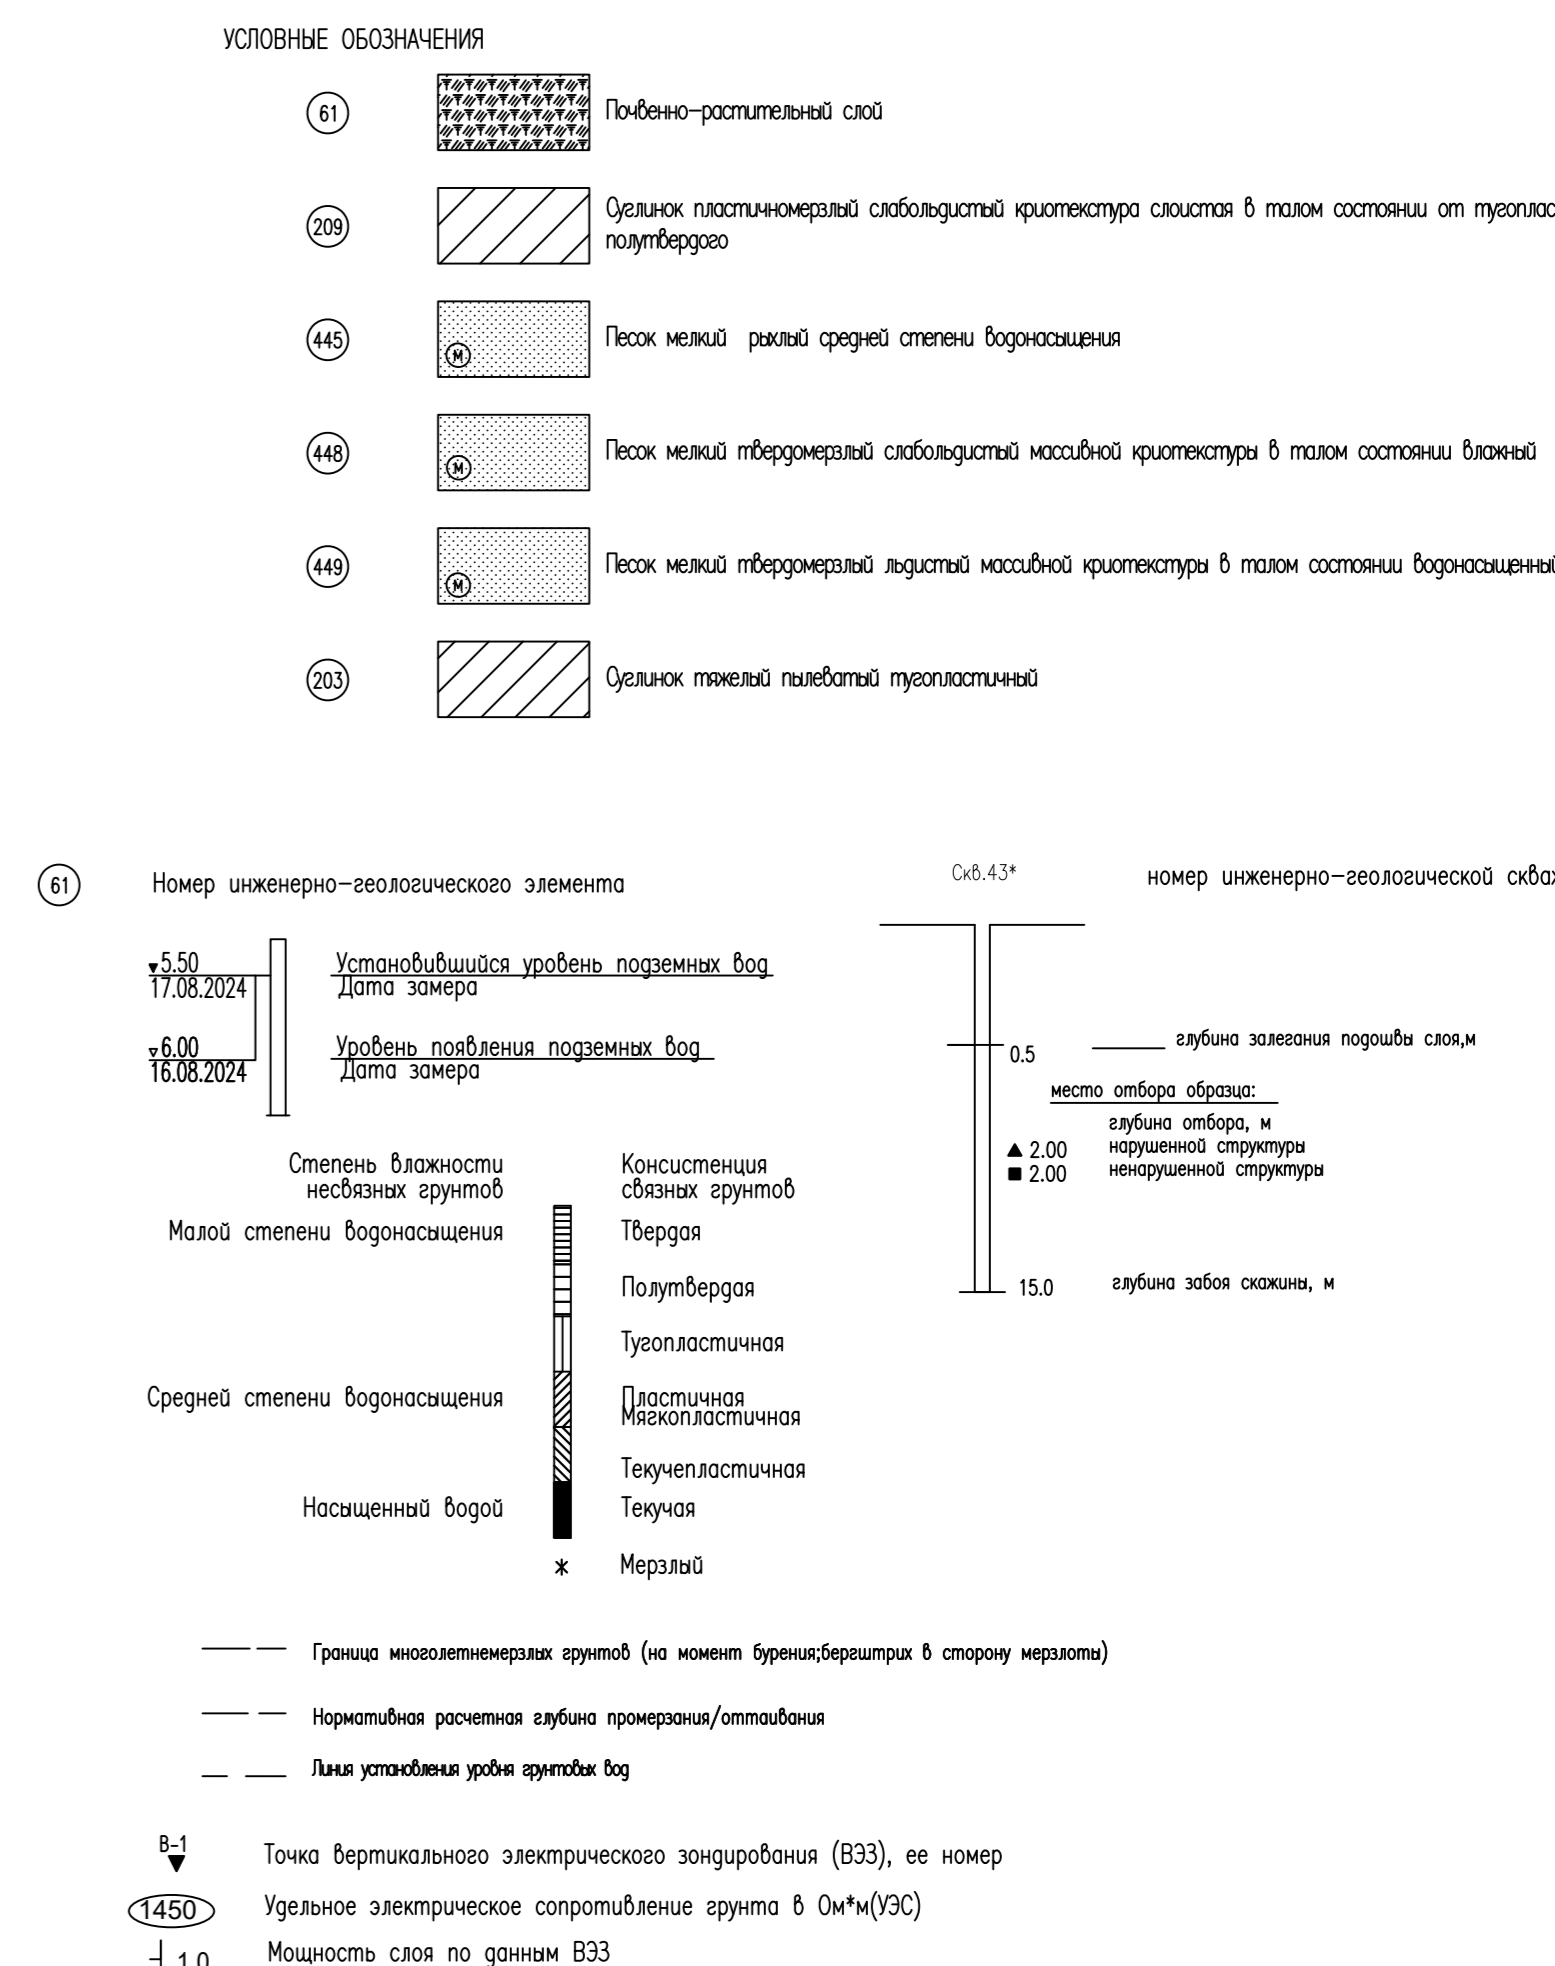 УСЛОВНЫЕ ОБОЗНАЧЕНИЯ
61 Почвенно-растительный слой
209 Суглинок пластичномерзлый слабольдистый криотекстура слоистая в талом состоянии от тугоплас
полутвердого
445 М Песок мелкий рыхлый средней степени водонасыщения
448 М Песок мелкий твердомерзлый слабольдистый массивной криотекстуры в талом состоянии влажный
449 М Песок мелкий твердомерзлый льдистый массивной криотекстуры в талом состоянии водонасыщенный
203 Суглинок тяжелый пылеватый тугопластичный
61 Номер инженерно-геологического элемента
5.50 Установившийся уровень подземных вод
17.08.2024 Дата замера
6.00 Уровень появления подземных вод
16.08.2024 Дата замера
Скв.43* номер инженерно-геологической сква
0.5 глубина залегания подошвы слоя,м
место отбора образца:
глубина отбора, м
▲ 2.00 нарушенной структуры
■ 2.00 ненарушенной структуры
15.0 глубина забоя скажины, м
Степень влажности
несвязных грунтов
Консистенция
связных грунтов
Малой степени водонасыщения Твердая
Полутвердая
Тугопластичная
Средней степени водонасыщения Пластичная
Мягкопластичная
Текучепластичная
Насыщенный водой Текучая
* Мерзлый
Граница многолетнемерзлых грунтов (на момент бурения;бергштрих в сторону мерзлоты)
Нормативная расчетная глубина промерзания/оттаивания
Линия установления уровня грунтовых вод
В-1 Точка вертикального электрического зондирования (ВЭЗ), ее номер
1450 Удельное электрическое сопротивление грунта в Ом*м(УЭС)
1.0 Мощность слоя по данным ВЭЗ